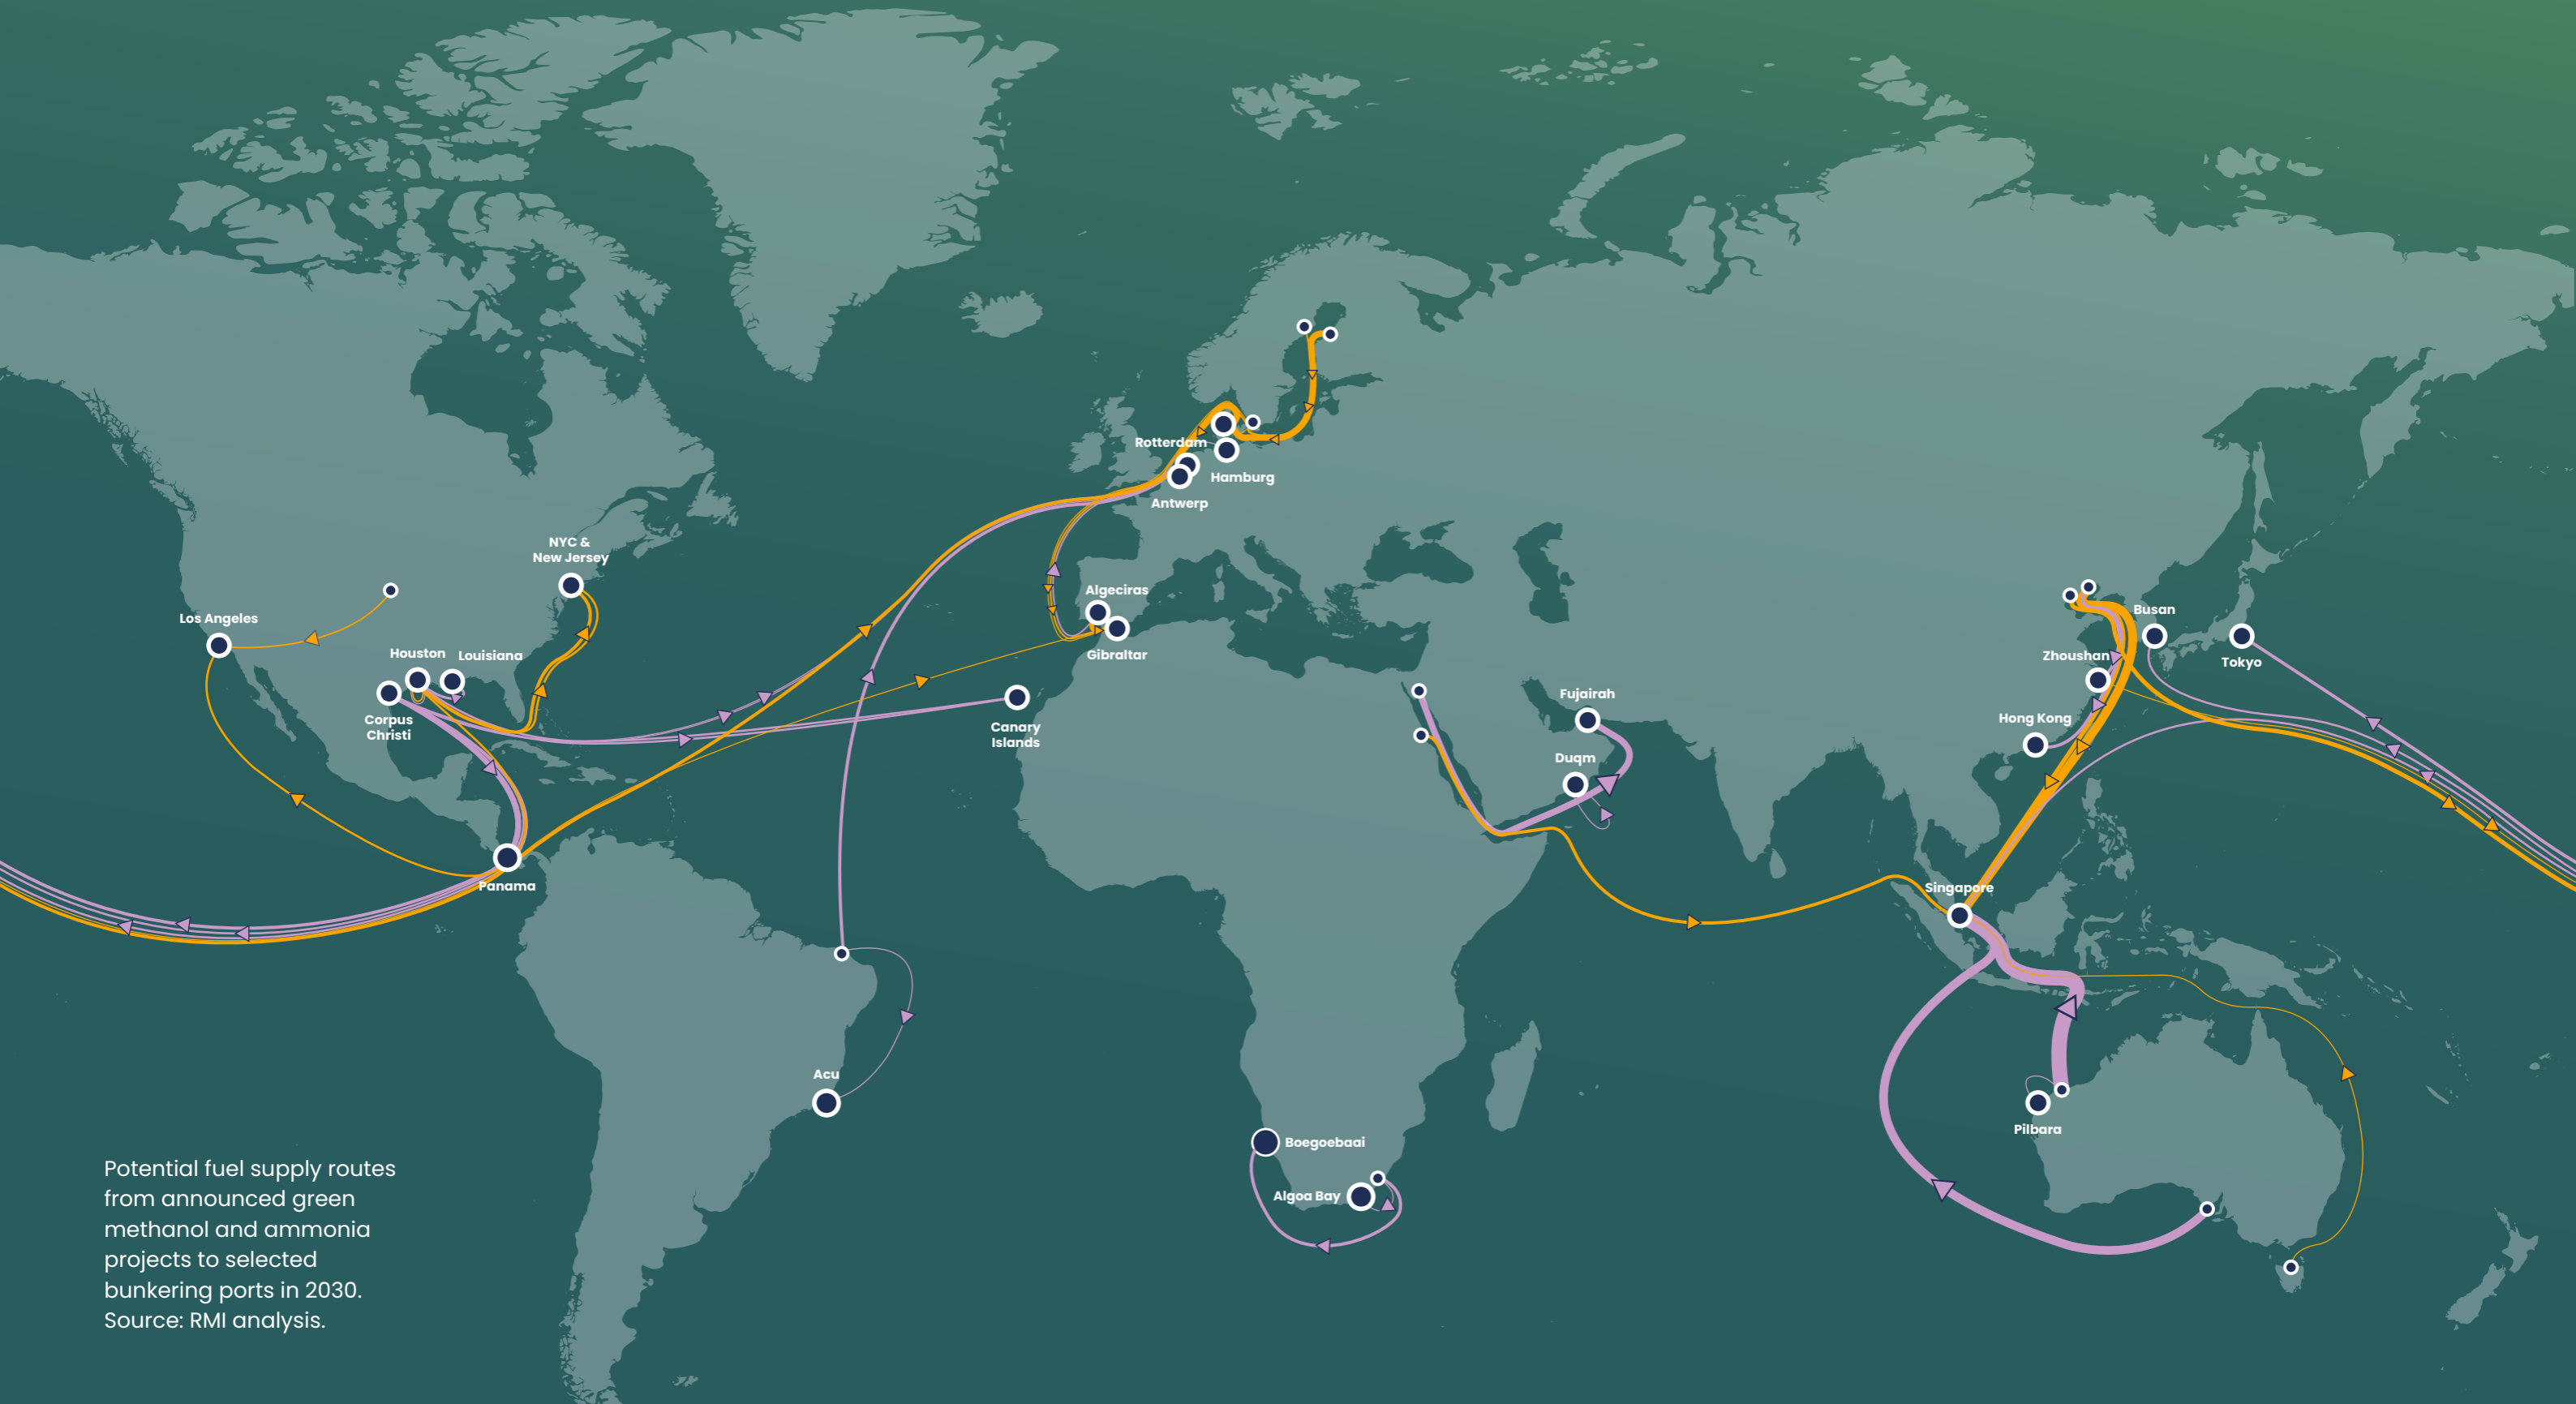 Rotterdam
Hamburg
Antwerp
NYC &
New Jersey
Algeciras
Gibraltar
Los Angeles
Houston
Louisiana
Corpus
Christi
Canary
Islands
Panama
Busan
Zhoushan
Tokyo
Hong Kong
Fujairah
Duqm
Singapore
Acu
Pilbara
Boegoebaai
Algoa Bay
Potential fuel supply routes
from announced green
methanol and ammonia
projects to selected
bunkering ports in 2030.
Source: RMI analysis.